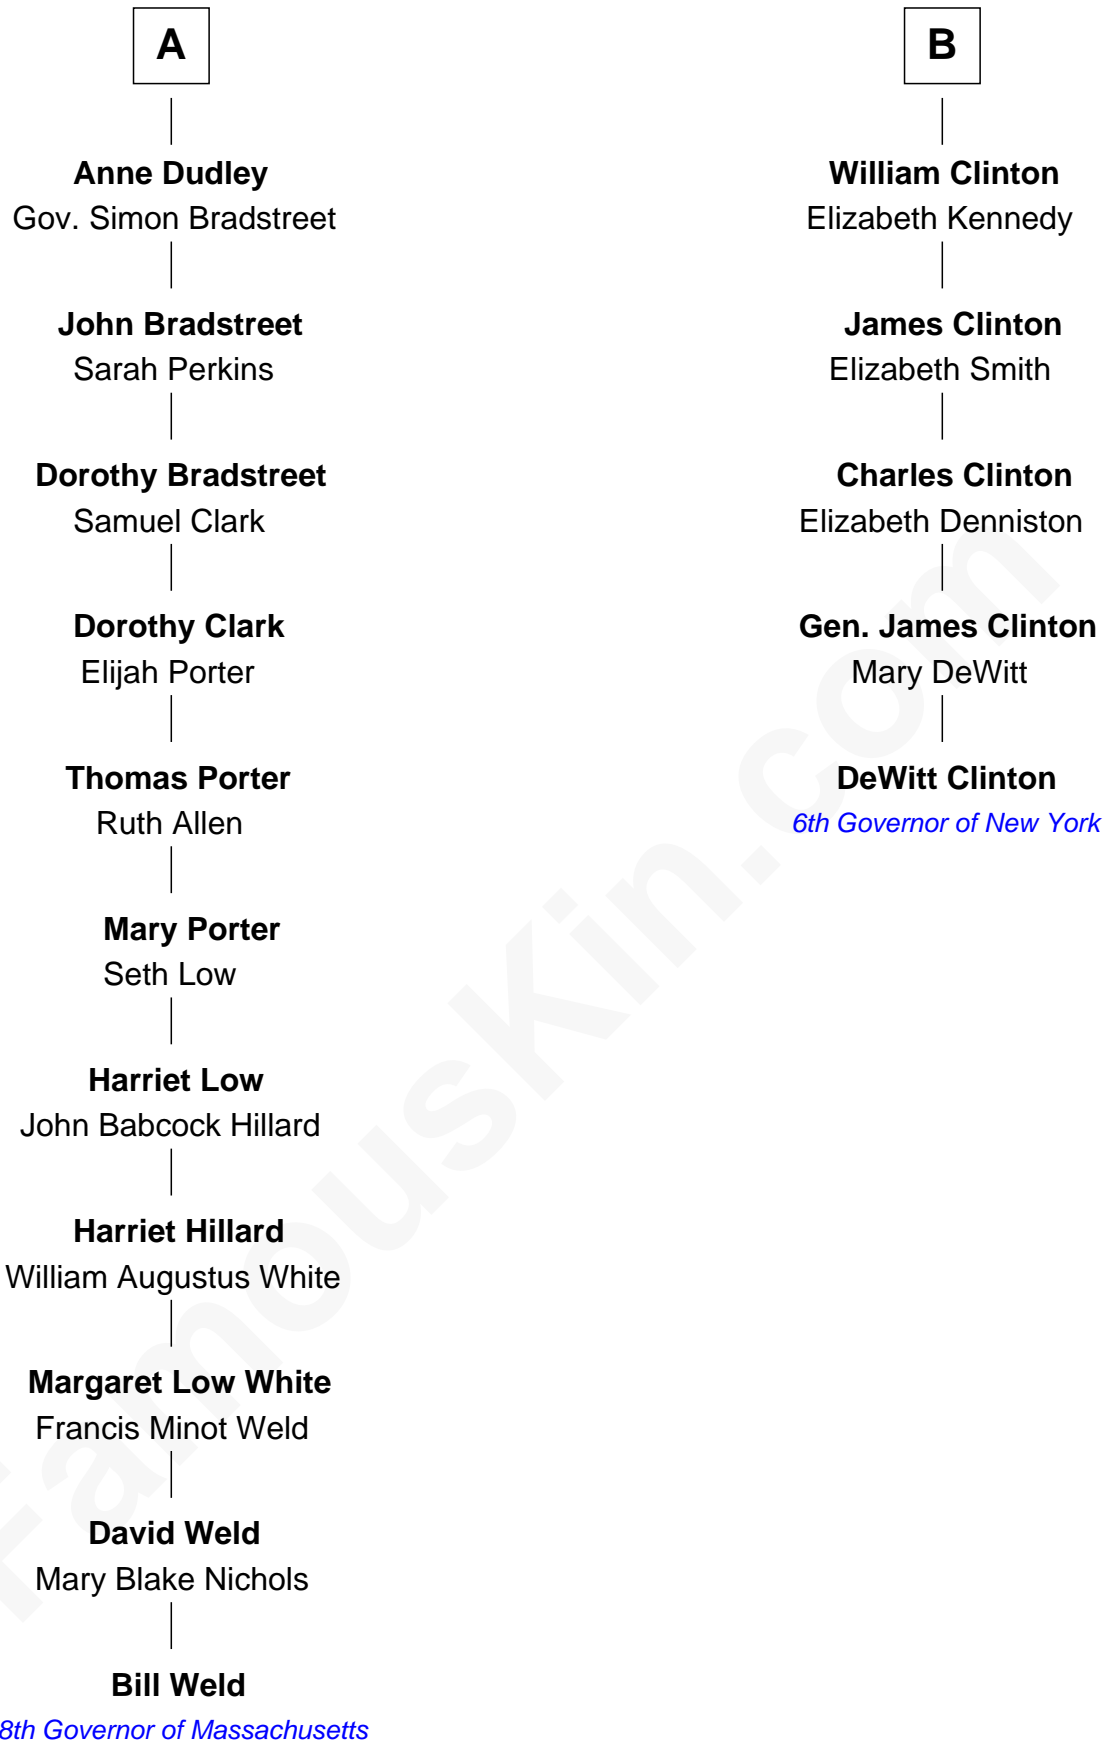 A
Anne Dudley
Gov. Simon Bradstreet
John Bradstreet
Sarah Perkins
Dorothy Bradstreet
Samuel Clark
Dorothy Clark
Elijah Porter
Thomas Porter
Ruth Allen
Mary Porter
Seth Low
Harriet Low
John Babcock Hillard
Harriet Hillard
William Augustus White
Margaret Low White
Francis Minot Weld
David Weld
Mary Blake Nichols
Bill Weld
8th Governor of Massachusetts
B
William Clinton
Elizabeth Kennedy
James Clinton
Elizabeth Smith
Charles Clinton
Elizabeth Denniston
Gen. James Clinton
Mary DeWitt
DeWitt Clinton
6th Governor of New York
FamousKin.com